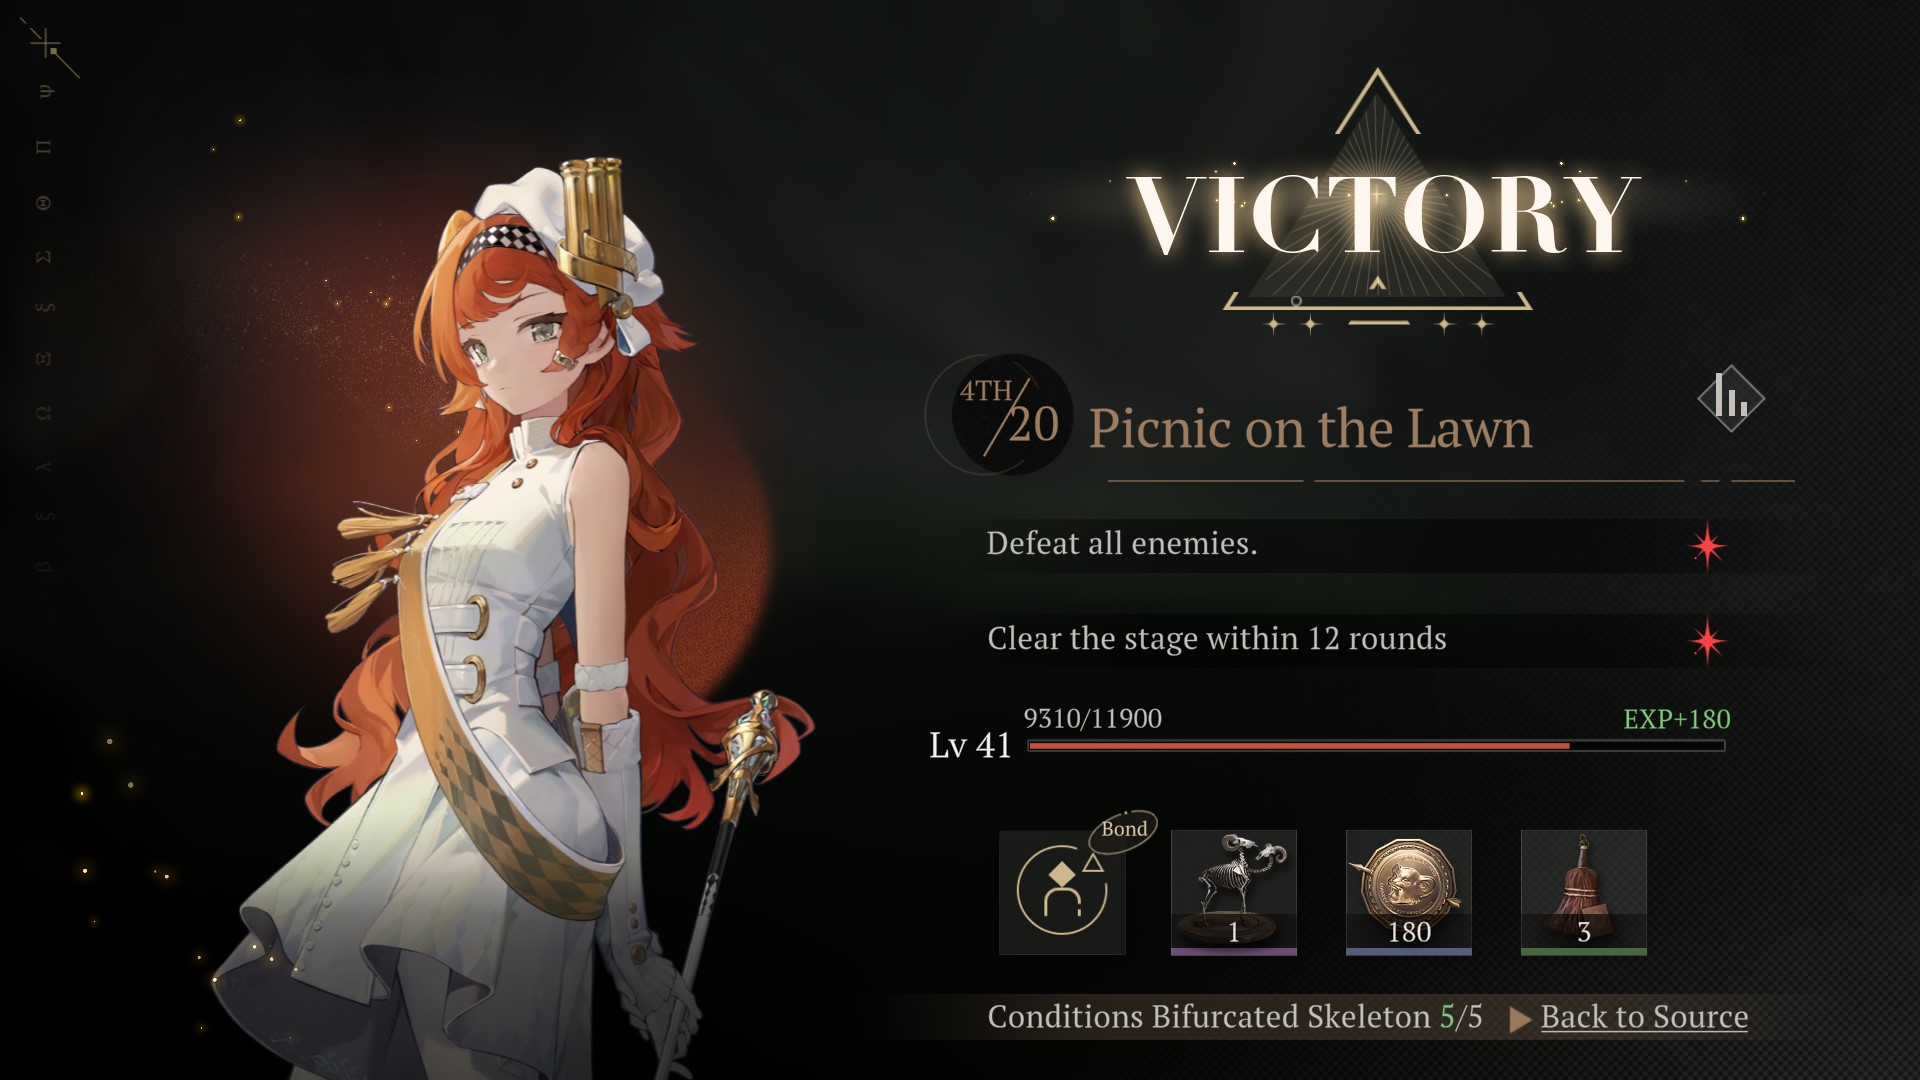 ψ
Π
Θ
Σ
ξ
Ξ
Ω
λ
ξ
β
VICTORY
4TH/20 Picnic on the Lawn
Defeat all enemies.
Clear the stage within 12 rounds
9310/11900 EXP+180
Lv 41
Bond
1 180 3
Conditions Bifurcated Skeleton 5/5 Back to Source